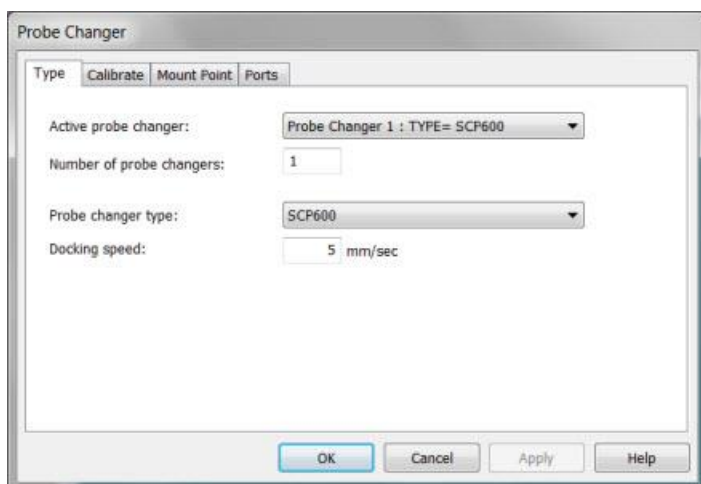 Probe Changer
Type Calibrate Mount Point Ports
Active probe changer: Probe Changer 1 : TYPE= SCP600
Number of probe changers: 1
Probe changer type: SCP600
Docking speed: 5 mm/sec
OK Cancel Apply Help